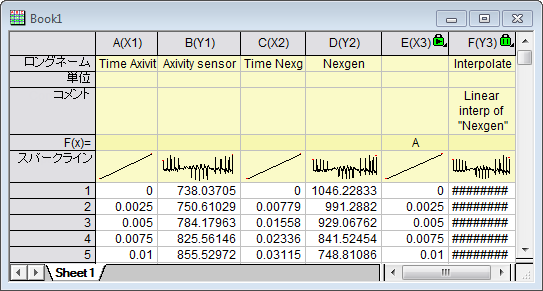 Book1
A(X1) B(Y1) C(X2) D(Y2) E(X3) F(Y3)
ロングネーム Time Axivit Axivity sensor Time Nexg Nexgen Interpolate
単位
コメント Linear
interp of
"Nexgen"
F(x)= A
スパークライン
1 0 738.03705 0 1046.22833 0 ########
2 0.0025 750.61029 0.00779 991.2882 0.0025 ########
3 0.005 784.17963 0.01558 929.06762 0.005 ########
4 0.0075 825.56146 0.02336 841.52454 0.0075 ########
5 0.01 855.52972 0.03115 748.81086 0.01 ########
Sheet1